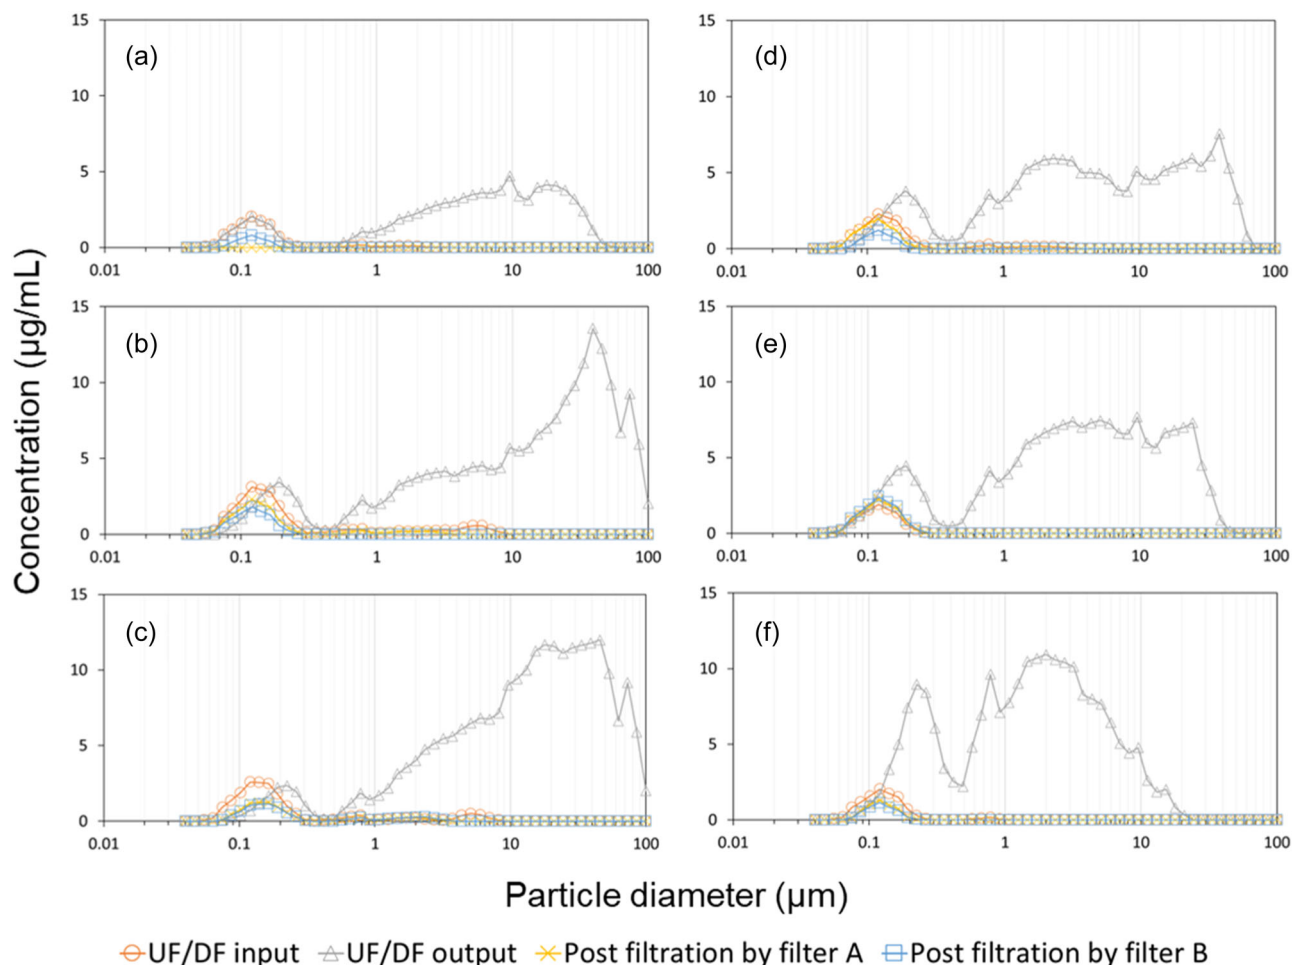 (a)
15
10
5
0
0.01 0.1 1 10 100
(d)
15
10
5
0
0.01 0.1 1 10 100
(b)
15
10
5
0
0.01 0.1 1 10 100
(e)
15
10
5
0
0.01 0.1 1 10 100
(c)
15
10
5
0
0.01 0.1 1 10 100
(f)
15
10
5
0
0.01 0.1 1 10 100
Concentration (μg/mL)
Particle diameter (μm)
UF/DF input UF/DF output Post filtration by filter A Post filtration by filter B